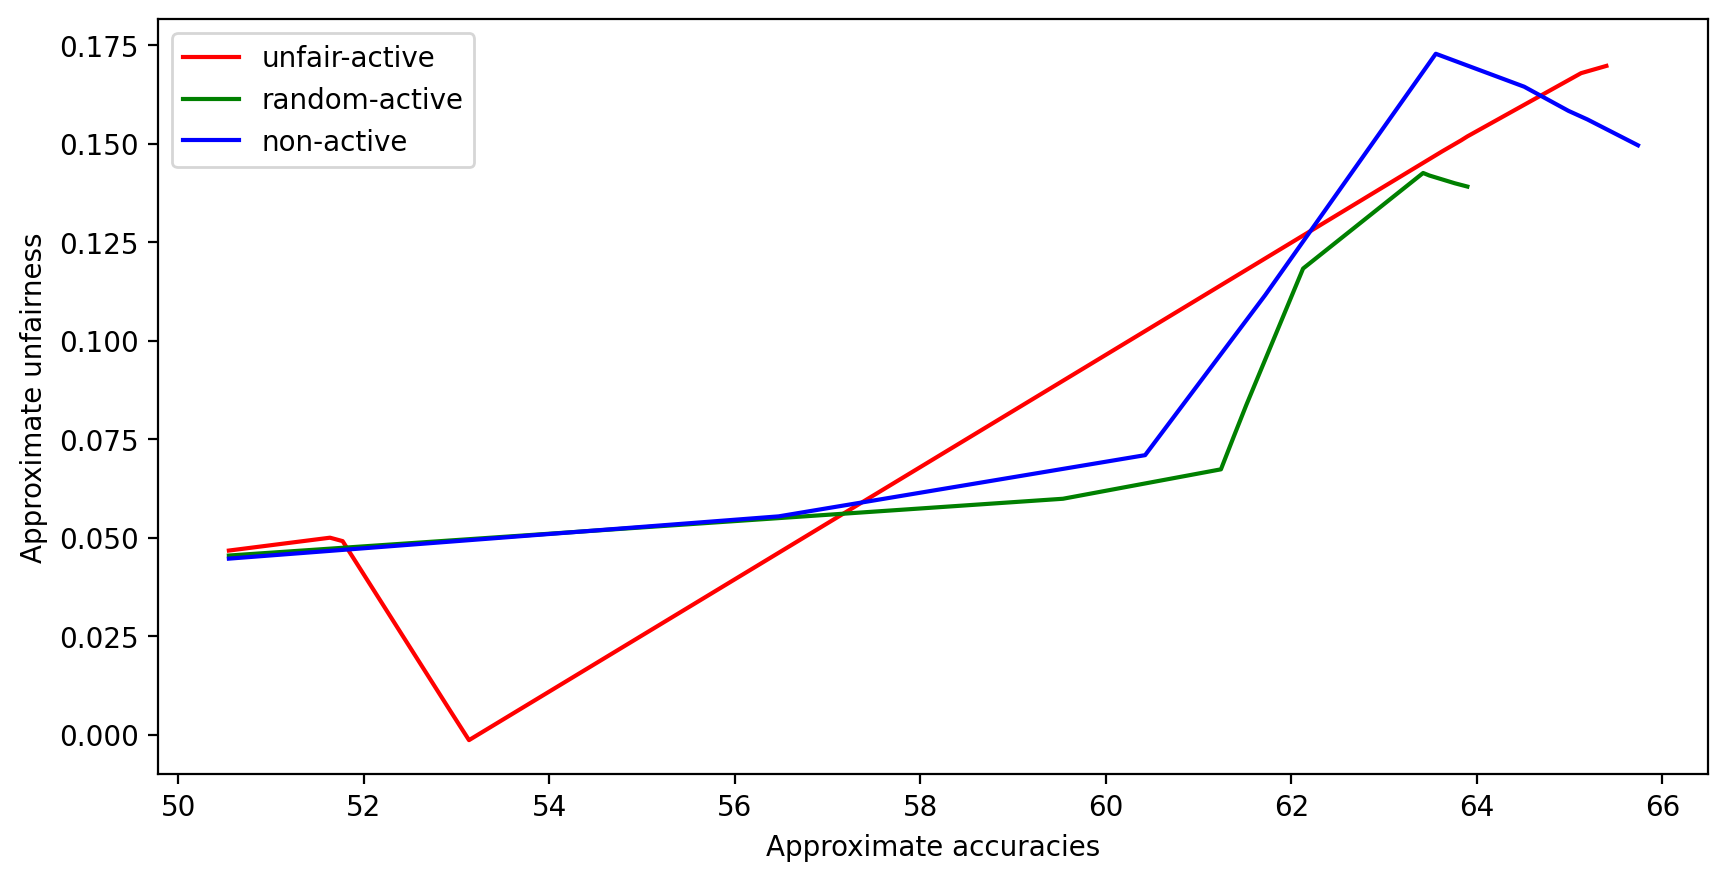 unfair-active
random-active
non-active
Approximate unfairness
0.175
0.150
0.125
0.100
0.075
0.050
0.025
0.000
50 52 54 56 58 60 62 64 66
Approximate accuracies